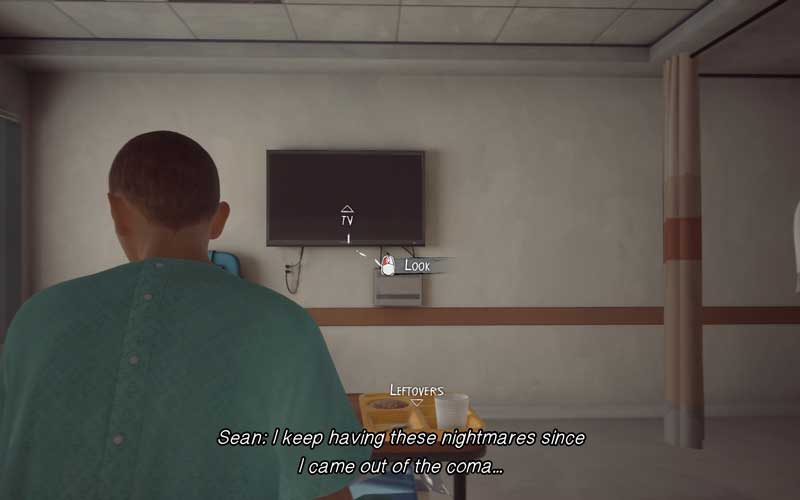 TV
Look
Leftovers
Sean: I keep having these nightmares since
I came out of the coma...